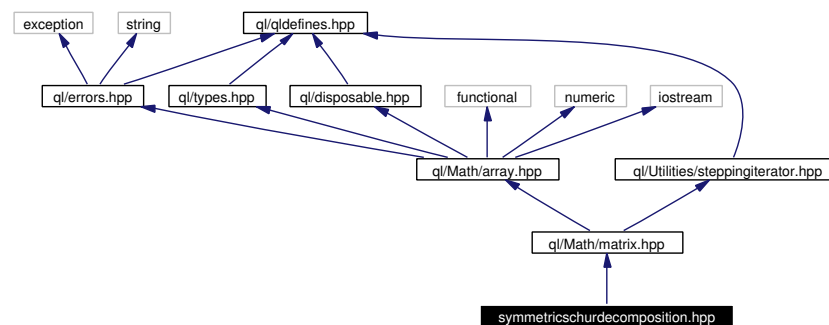 exception
string
ql/qldefines.hpp
ql/errors.hpp
ql/types.hpp
ql/disposable.hpp
functional
numeric
iostream
ql/Math/array.hpp
ql/Utilities/steppingiterator.hpp
ql/Math/matrix.hpp
symmetricschurdecomposition.hpp